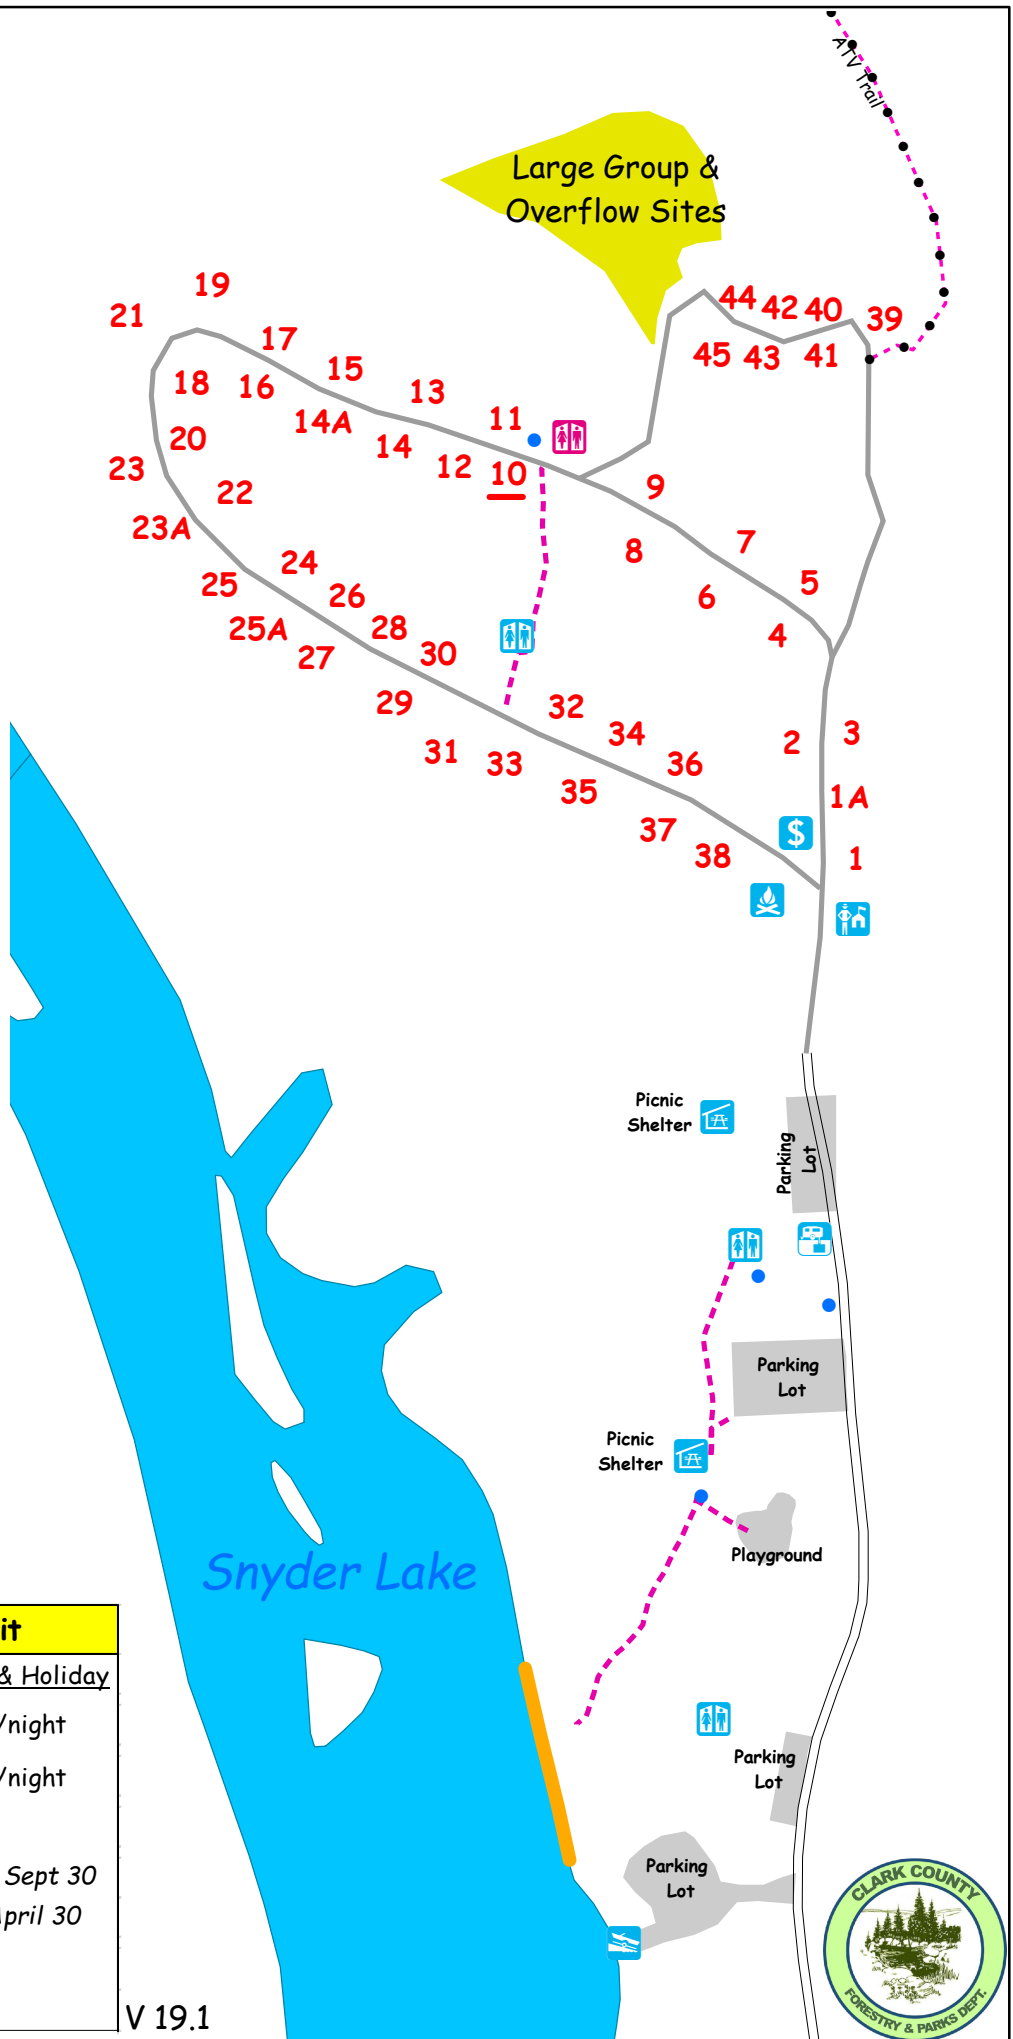 ATV Trail
Large Group &
Overflow Sites
19
21
17
44
42
40
39
45
43
41
18
16
15
13
14A
11
20
14
12
10
23
22
9
23A
8
7
24
5
25
26
6
25A
28
4
27
30
29
32
34
2
3
31
33
36
35
1A
37
$
38
1
Picnic
Shelter
Parking
Lot
Parking
Lot
Picnic
Shelter
Playground
Snyder Lake
it
& Holiday
/night
/night
Sept 30
April 30
Parking
Lot
Parking
Lot
V 19.1
CLARK COUNTY
FORESTRY & PARKS DEPT.